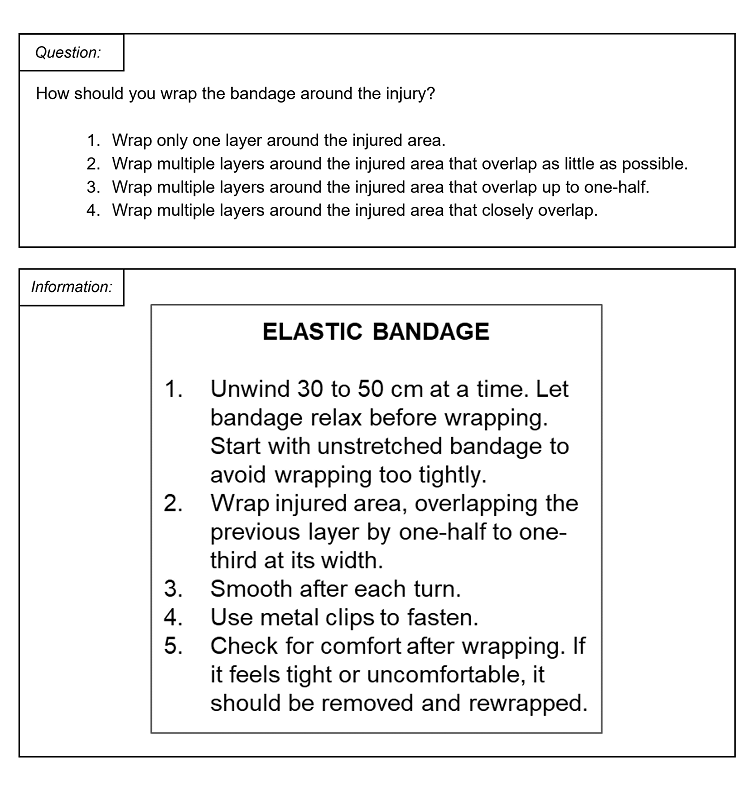 Question:
How should you wrap the bandage around the injury?
1. Wrap only one layer around the injured area.
2. Wrap multiple layers around the injured area that overlap as little as possible.
3. Wrap multiple layers around the injured area that overlap up to one-half.
4. Wrap multiple layers around the injured area that closely overlap.
Information:
ELASTIC BANDAGE
1. Unwind 30 to 50 cm at a time. Let
bandage relax before wrapping.
Start with unstretched bandage to
avoid wrapping too tightly.
2. Wrap injured area, overlapping the
previous layer by one-half to one-
third at its width.
3. Smooth after each turn.
4. Use metal clips to fasten.
5. Check for comfort after wrapping. If
it feels tight or uncomfortable, it
should be removed and rewrapped.